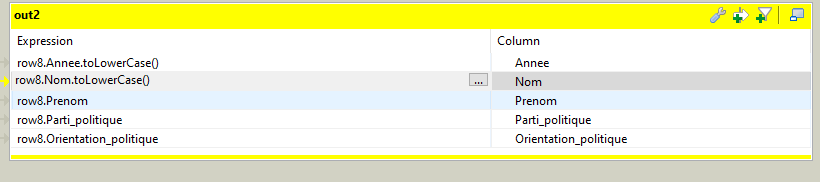 out2
Expression Column
row8.Annee.toLowerCase() Annee
row8.Nom.toLowerCase() ... Nom
row8.Prenom Prenom
row8.Parti_politique Parti_politique
row8.Orientation_politique Orientation_politique